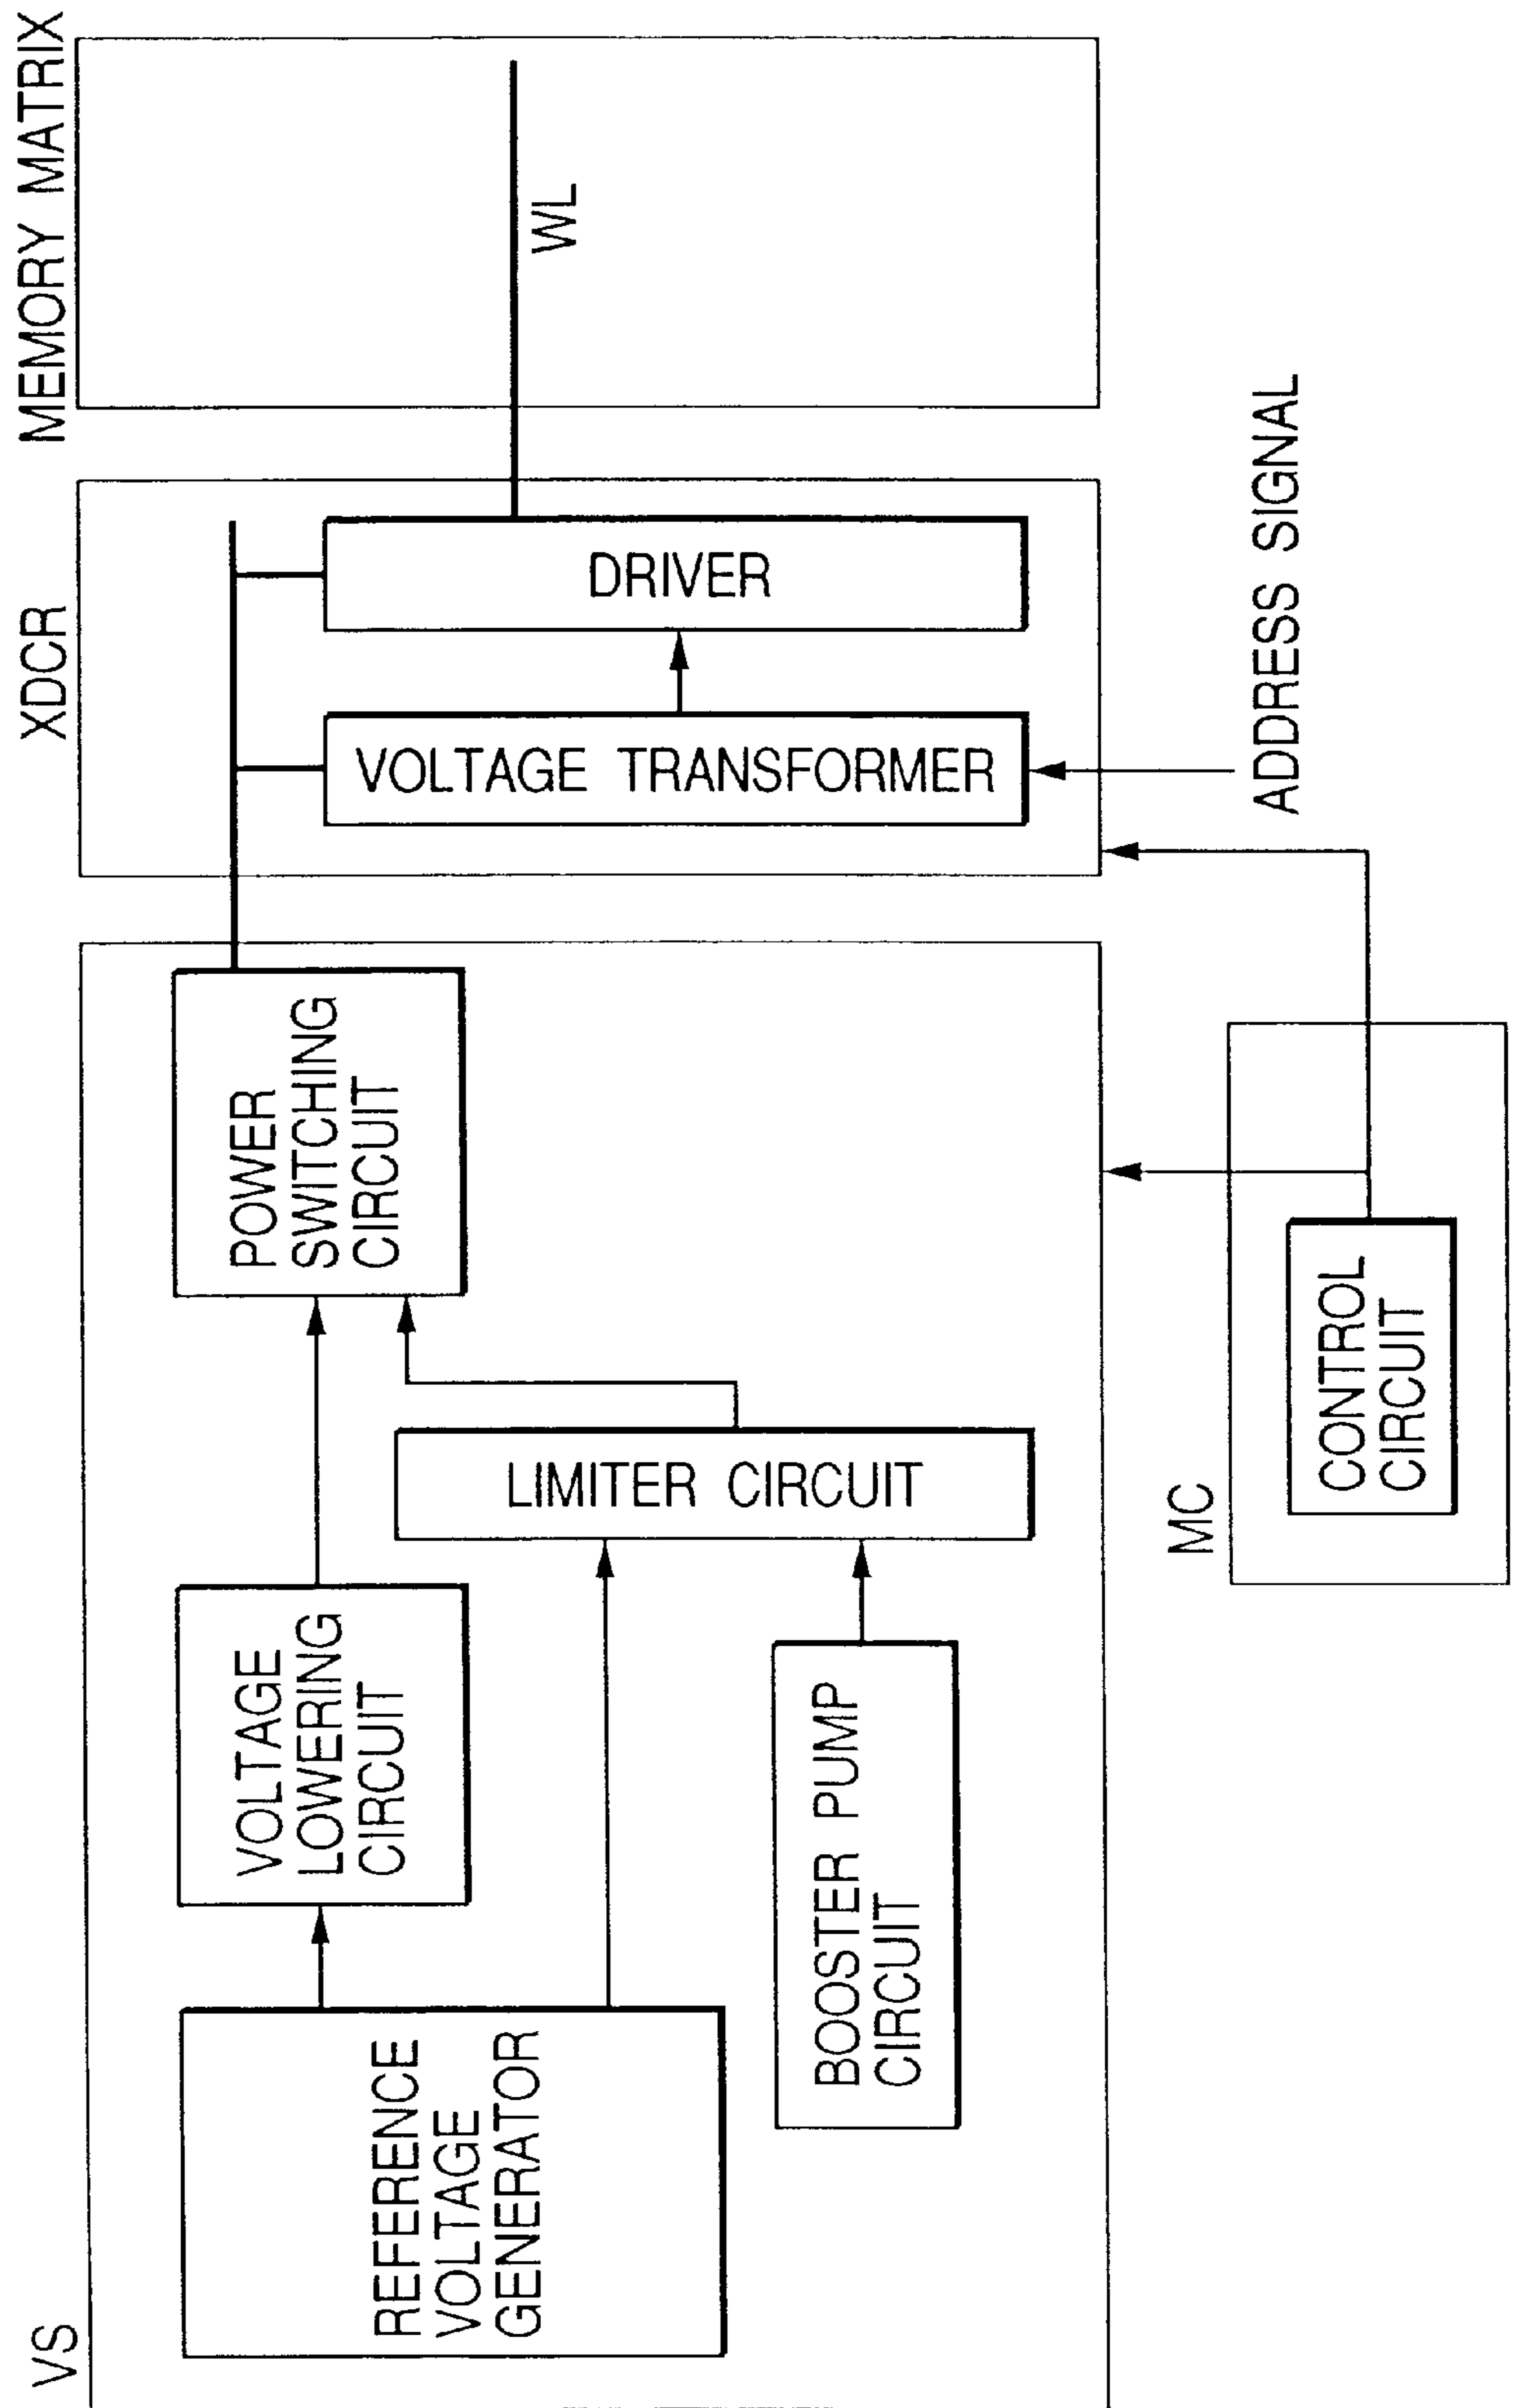 VS
REFERENCE
VOLTAGE
GENERATOR
VOLTAGE
LOWERING
CIRCUIT
BOOSTER PUMP
CIRCUIT
LIMITER CIRCUIT
POWER
SWITCHING
CIRCUIT
MC
CONTROL
CIRCUIT
XDCR
VOLTAGE TRANSFORMER
DRIVER
ADDRESS SIGNAL
MEMORY MATRIX
WL